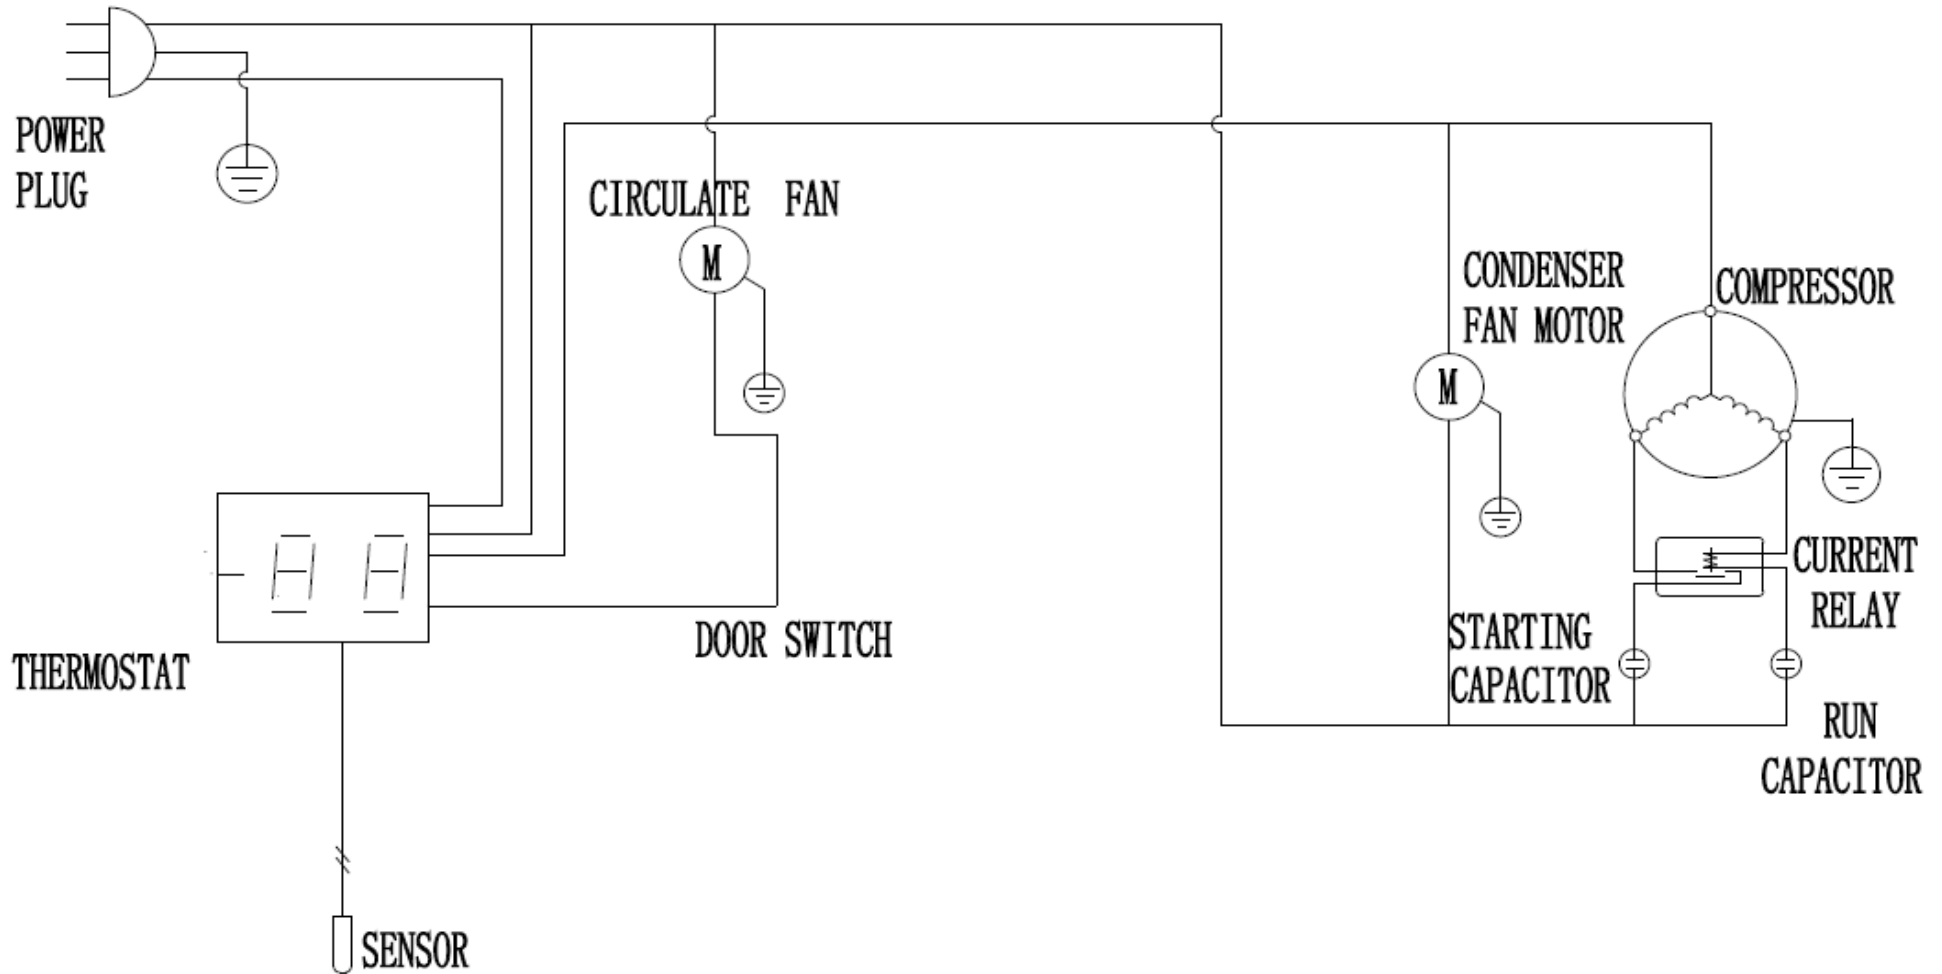 POWER
PLUG
CIRCULATE FAN
M
CONDENSER
FAN MOTOR
M
COMPRESSOR
THERMOSTAT
DOOR SWITCH
CURRENT
RELAY
STARTING
CAPACITOR
RUN
CAPACITOR
SENSOR